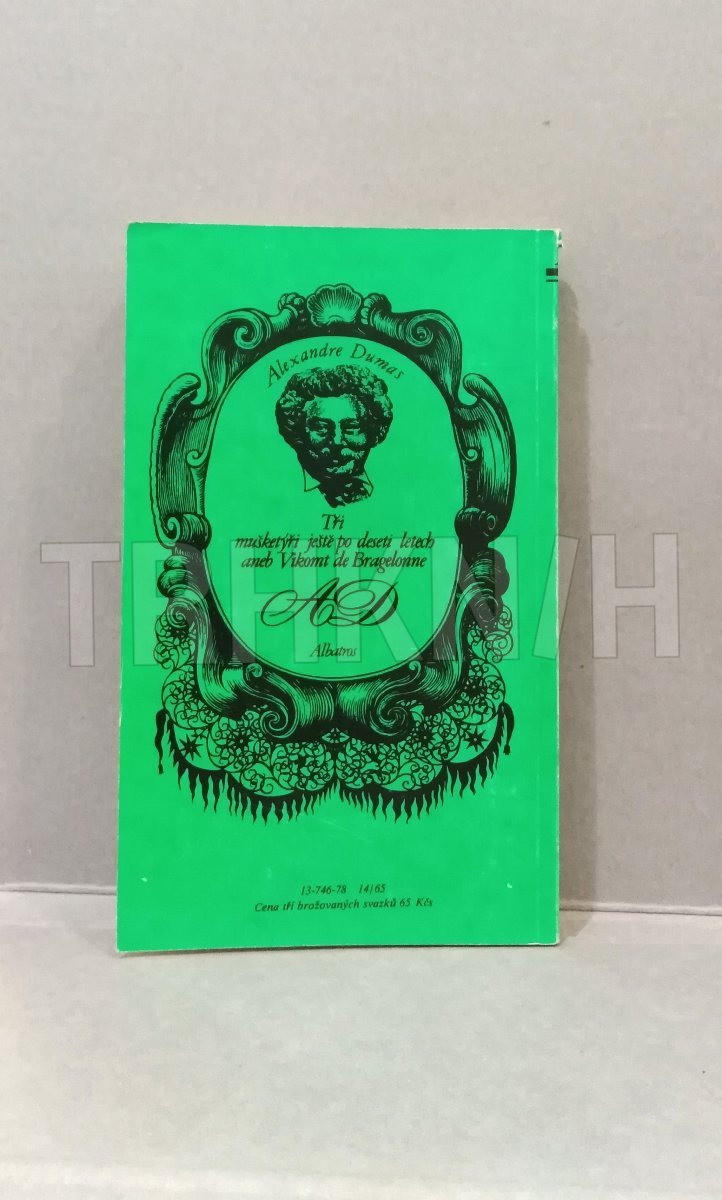 Alexandre Dumas
Tři
mušketýři ještě po deseti letech
aneb Vikomt de Bragelonne
AD
Albatros
13-746-78 14/65
Cena tří brožovaných svazků 65 Kčs